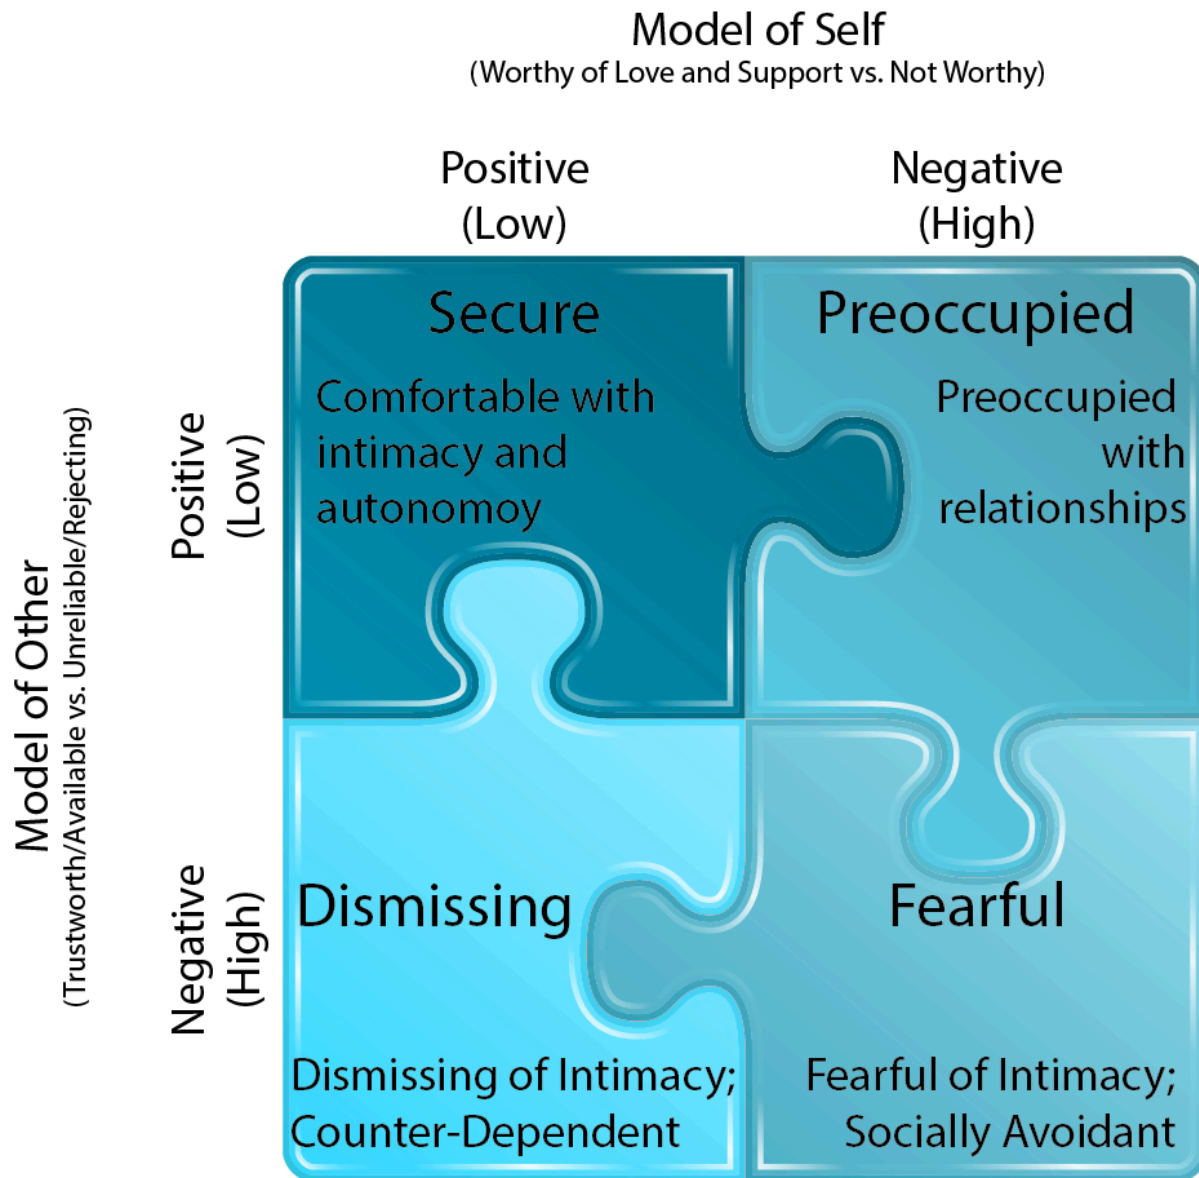 Model of Self
(Worthy of Love and Support vs. Not Worthy)
Positive
(Low)
Negative
(High)
Model of Other
(Trustworth/Available vs. Unreliable/Rejecting)
Positive
(Low)
Negative
(High)
Secure
Comfortable with
intimacy and
autonomoy
Preoccupied
Preoccupied
with
relationships
Dismissing
Dismissing of Intimacy;
Counter-Dependent
Fearful
Fearful of Intimacy;
Socially Avoidant